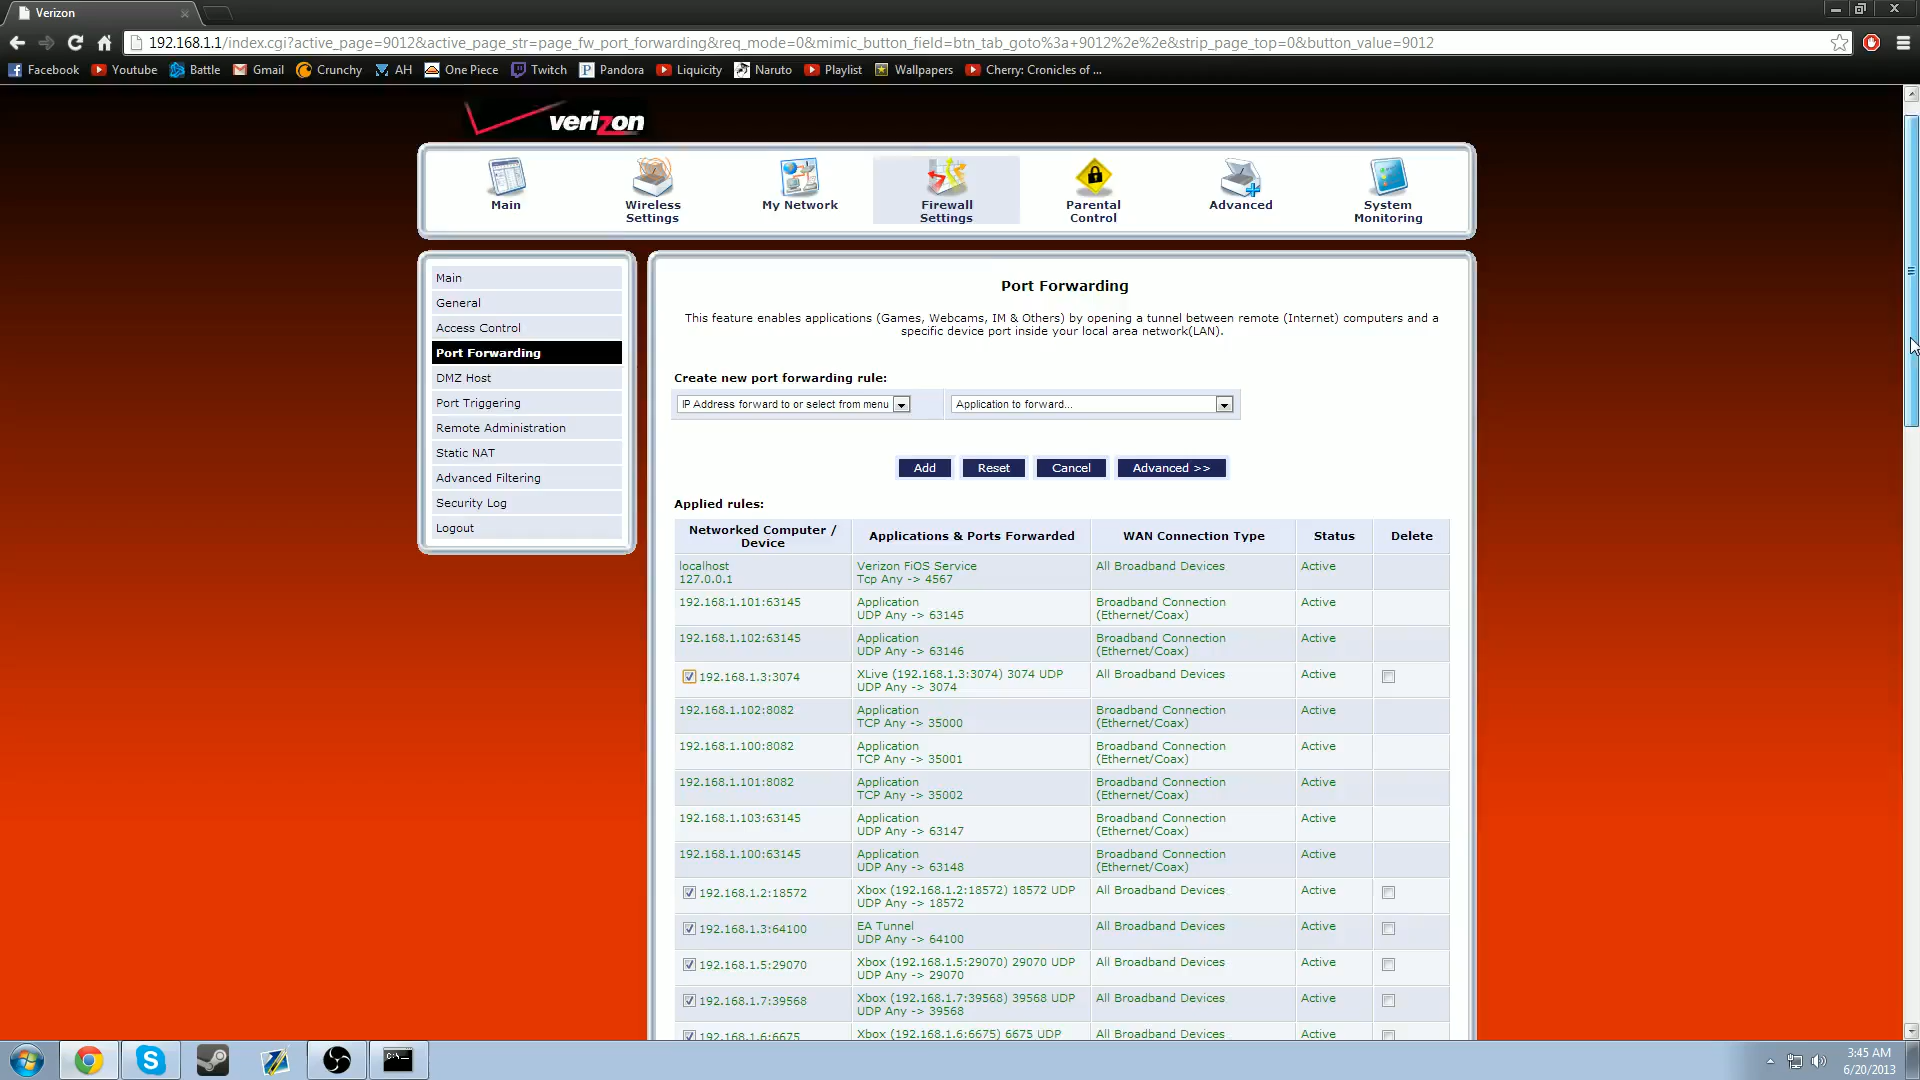 Verizon
192.168.1.1/index.cgi?active_page=9012&active_page_str=page_fw_port_forwarding&req_mode=0&mimic_button_field=btn_tab_goto%3a+9012%2e%2e&strip_page_top=0&button_value=9012
Facebook Youtube Battle Gmail Crunchy AH One Piece Twitch Pandora Liquicity Naruto Playlist Wallpapers Cherry: Cronicles of ...
verizon
Main
Wireless
Settings
My Network
Firewall
Settings
Parental
Control
Advanced
System
Monitoring
Main
General
Access Control
Port Forwarding
DMZ Host
Port Triggering
Remote Administration
Static NAT
Advanced Filtering
Security Log
Logout
Port Forwarding
This feature enables applications (Games, Webcams, IM & Others) by opening a tunnel between remote (Internet) computers and a
specific device port inside your local area network(LAN).
Create new port forwarding rule:
IP Address forward to or select from menu Application to forward...
Add Reset Cancel Advanced >>
Applied rules:
Networked Computer /
Device
Applications & Ports Forwarded
WAN Connection Type
Status
Delete
localhost
127.0.0.1
Verizon FiOS Service
Tcp Any -> 4567
All Broadband Devices
Active
192.168.1.101:63145
Application
UDP Any -> 63145
Broadband Connection
(Ethernet/Coax)
Active
192.168.1.102:63145
Application
UDP Any -> 63146
Broadband Connection
(Ethernet/Coax)
Active
192.168.1.3:3074
XLive (192.168.1.3:3074) 3074 UDP
UDP Any -> 3074
All Broadband Devices
Active
192.168.1.102:8082
Application
TCP Any -> 35000
Broadband Connection
(Ethernet/Coax)
Active
192.168.1.100:8082
Application
TCP Any -> 35001
Broadband Connection
(Ethernet/Coax)
Active
192.168.1.101:8082
Application
TCP Any -> 35002
Broadband Connection
(Ethernet/Coax)
Active
192.168.1.103:63145
Application
UDP Any -> 63147
Broadband Connection
(Ethernet/Coax)
Active
192.168.1.100:63145
Application
UDP Any -> 63148
Broadband Connection
(Ethernet/Coax)
Active
192.168.1.2:18572
Xbox (192.168.1.2:18572) 18572 UDP
UDP Any -> 18572
All Broadband Devices
Active
192.168.1.3:64100
EA Tunnel
UDP Any -> 64100
All Broadband Devices
Active
192.168.1.5:29070
Xbox (192.168.1.5:29070) 29070 UDP
UDP Any -> 29070
All Broadband Devices
Active
192.168.1.7:39568
Xbox (192.168.1.7:39568) 39568 UDP
UDP Any -> 39568
All Broadband Devices
Active
192.168.1.6:6675
Xbox (192.168.1.6:6675) 6675 UDP
All Broadband Devices
Active
3:45 AM
6/20/2013